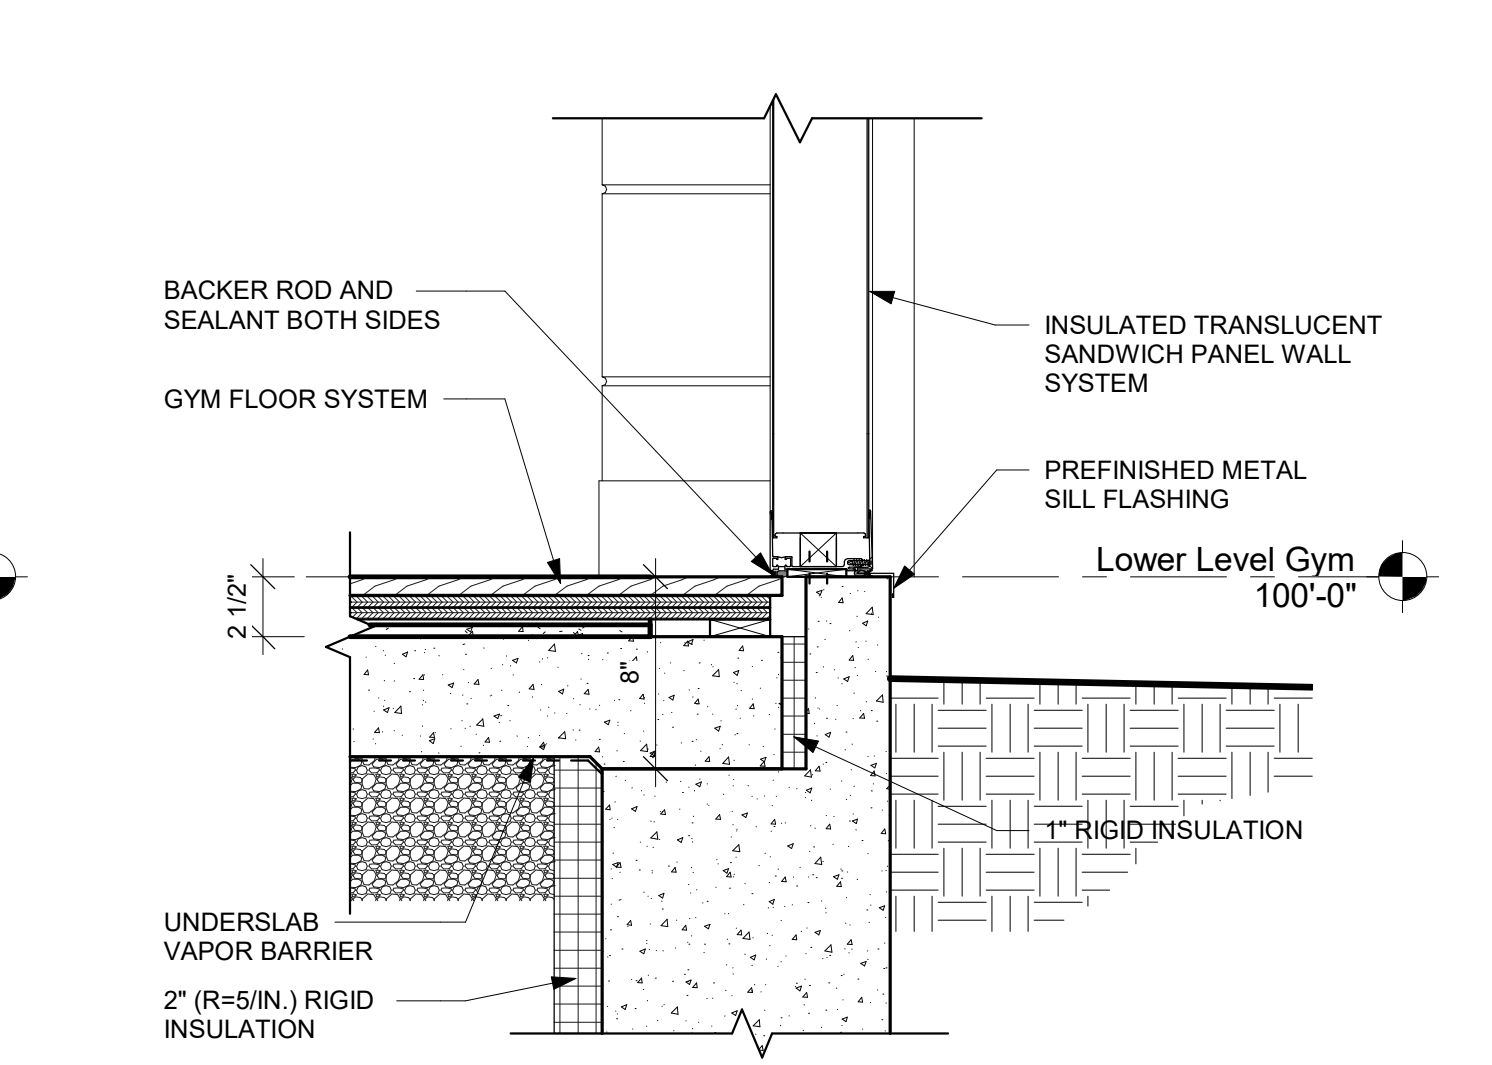 BACKER ROD AND
SEALANT BOTH SIDES
GYM FLOOR SYSTEM
INSULATED TRANSLUCENT
SANDWICH PANEL WALL
SYSTEM
PREFINISHED METAL
SILL FLASHING
Lower Level Gym
100'-0"
2 1/2"
8"
1" RIGID INSULATION
UNDERSLAB
VAPOR BARRIER
2" (R=5/IN.) RIGID
INSULATION